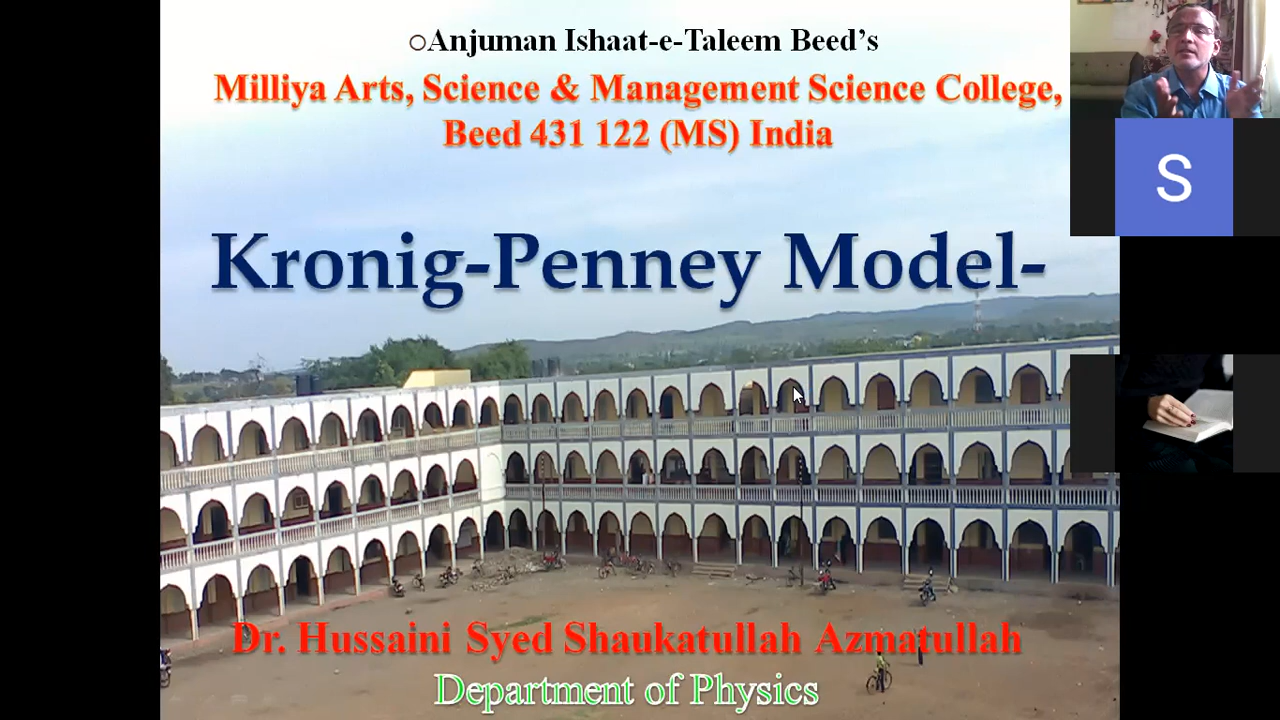 ○Anjuman Ishaat-e-Taleem Beed’s
Milliya Arts, Science & Management Science College,
Beed 431 122 (MS) India
S
Kronig-Penney Model-
Dr. Hussaini Syed Shaukatullah Azmatullah
Department of Physics